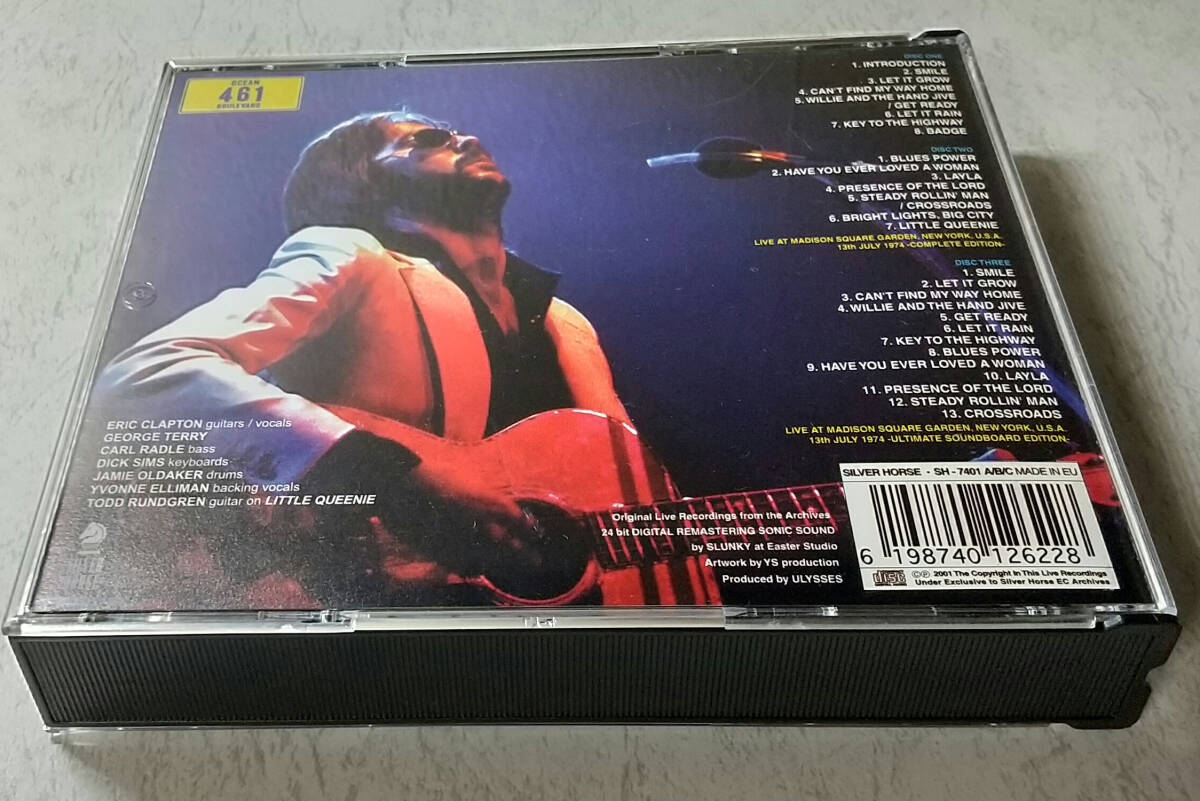 OCEAN
461
BOULEVARD
DISC ONE
1. INTRODUCTION
2. SMILE
3. LET IT GROW
4. CAN'T FIND MY WAY HOME
5. WILLIE AND THE HAND JIVE
/ GET READY
6. LET IT RAIN
7. KEY TO THE HIGHWAY
8. BADGE
DISC TWO
1. BLUES POWER
2. HAVE YOU EVER LOVED A WOMAN
3. LAYLA
4. PRESENCE OF THE LORD
5. STEADY ROLLIN' MAN
/ CROSSROADS
6. BRIGHT LIGHTS, BIG CITY
7. LITTLE QUEENIE
LIVE AT MADISON SQUARE GARDEN, NEW YORK, U.S.A.
13th JULY 1974 -COMPLETE EDITION-
DISC THREE
1. SMILE
2. LET IT GROW
3. CAN'T FIND MY WAY HOME
4. WILLIE AND THE HAND JIVE
5. GET READY
6. LET IT RAIN
7. KEY TO THE HIGHWAY
8. BLUES POWER
9. HAVE YOU EVER LOVED A WOMAN
10. LAYLA
11. PRESENCE OF THE LORD
12. STEADY ROLLIN' MAN
13. CROSSROADS
LIVE AT MADISON SQUARE GARDEN, NEW YORK, U.S.A.
13th JULY 1974 -ULTIMATE SOUNDBOARD EDITION-
ERIC CLAPTON guitars / vocals
GEORGE TERRY
CARL RADLE bass
DICK SIMS keyboards
JAMIE OLDAKER drums
YVONNE ELLIMAN backing vocals
TODD RUNDGREN guitar on LITTLE QUEENIE
Original Live Recordings from the Archives
24 bit DIGITAL REMASTERING SONIC SOUND
by SLUNKY at Easter Studio
Artwork by YS production
Produced by ULYSSES
SILVER HORSE · SH - 7401 A/B/C MADE IN EU
6 198740 126228
disc
©℗ 2001 The Copyright In This Live Recordings
Under Exclusive to Silver Horse EC Archives